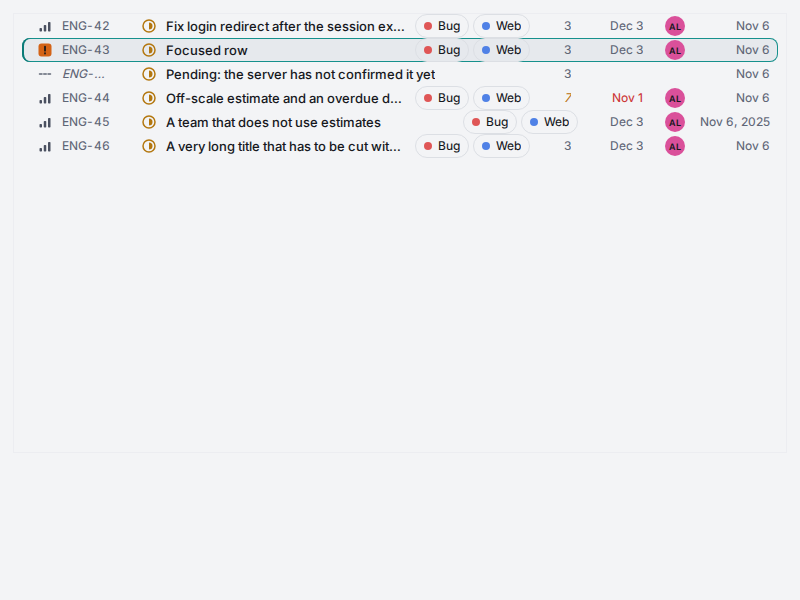 ENG-42 Fix login redirect after the session ex... Bug Web 3 Dec 3 AL Nov 6
! ENG-43 Focused row Bug Web 3 Dec 3 AL Nov 6
--- ENG-... Pending: the server has not confirmed it yet 3 Nov 6
ENG-44 Off-scale estimate and an overdue d... Bug Web 7 Nov 1 AL Nov 6
ENG-45 A team that does not use estimates Bug Web Dec 3 AL Nov 6, 2025
ENG-46 A very long title that has to be cut wit... Bug Web 3 Dec 3 AL Nov 6